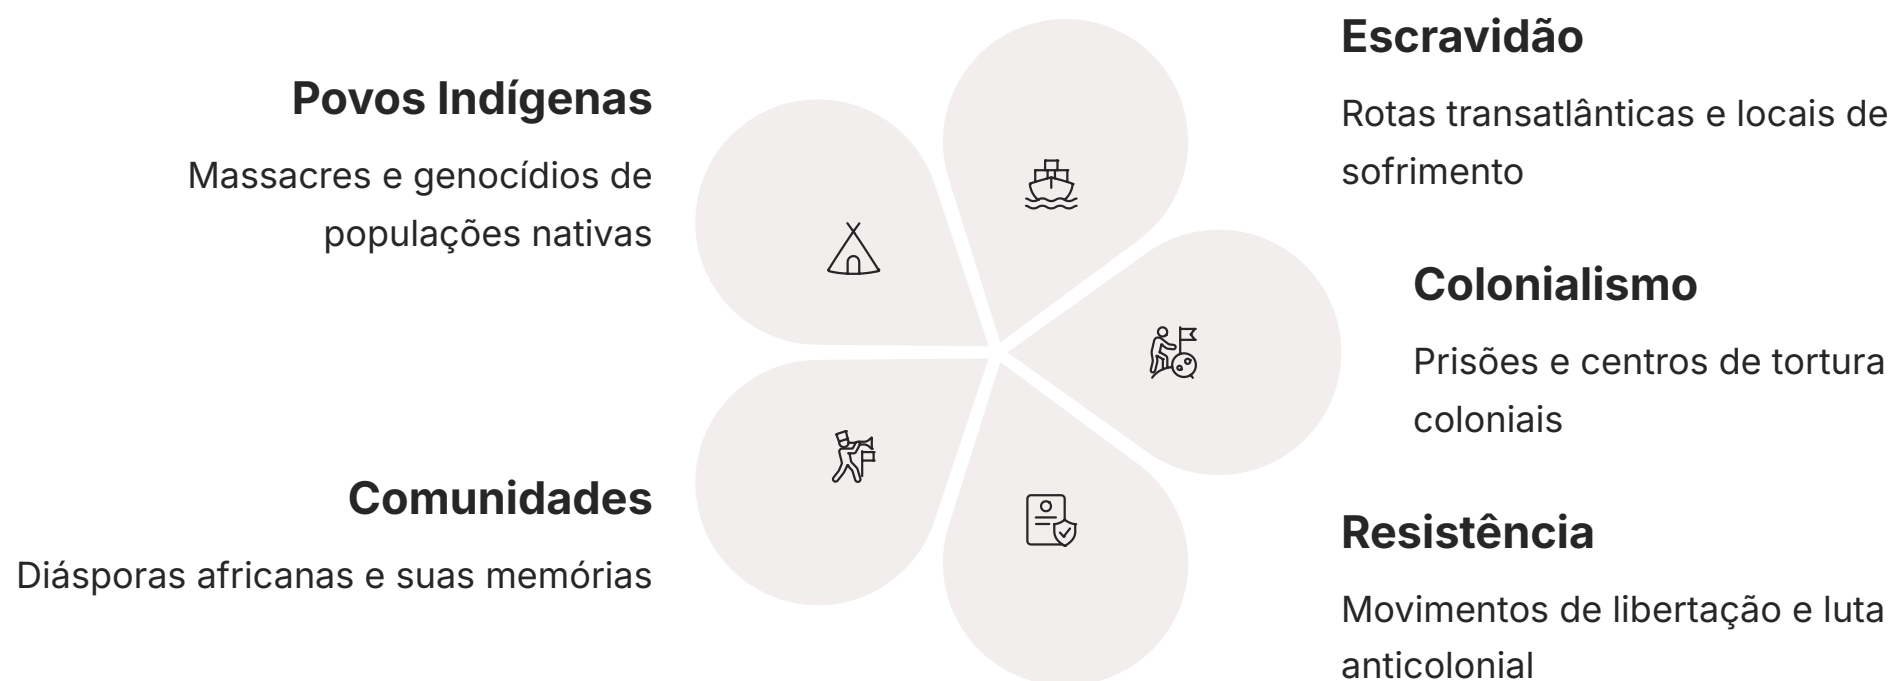 Povos Indígenas
Massacres e genocídios de
populações nativas
Comunidades
Diásporas africanas e suas memórias
Escravidão
Rotas transatlânticas e locais de
sofrimento
Colonialismo
Prisões e centros de tortura
coloniais
Resistência
Movimentos de libertação e luta
anticolonial